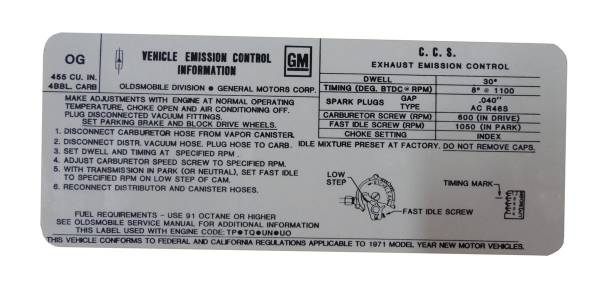 OG
455 CU. IN.
4BBL. CARB
VEHICLE EMISSION CONTROL
INFORMATION
OLDSMOBILE DIVISION • GENERAL MOTORS CORP.
GM
C. C. S.
EXHAUST EMISSION CONTROL
DWELL 30°
TIMING (DEG. BTDC @ RPM) 8° @ 1100
SPARK PLUGS GAP .040"
TYPE AC R46S
CARBURETOR SCREW (RPM) 600 (IN DRIVE)
FAST IDLE SCREW (RPM) 1050 (IN PARK)
CHOKE SETTING INDEX
MAKE ADJUSTMENTS WITH ENGINE AT NORMAL OPERATING
TEMPERATURE, CHOKE OPEN AND AIR CONDITIONING OFF.
PLUG DISCONNECTED VACUUM FITTINGS.
SET PARKING BRAKE AND BLOCK DRIVE WHEELS.
1. DISCONNECT CARBURETOR HOSE FROM VAPOR CANISTER.
2. DISCONNECT DISTR. VACUUM HOSE. PLUG HOSE TO CARB. IDLE MIXTURE PRESET AT FACTORY. DO NOT REMOVE CAPS.
3. SET DWELL AND TIMING AT SPECIFIED RPM.
4. ADJUST CARBURETOR SPEED SCREW TO SPECIFIED RPM.
5. WITH TRANSMISSION IN PARK (OR NEUTRAL), SET FAST IDLE
TO SPECIFIED RPM ON LOW STEP OF CAM.
6. RECONNECT DISTRIBUTOR AND CANISTER HOSES.
LOW
STEP
FAST IDLE SCREW
TIMING MARK
FUEL REQUIREMENTS - USE 91 OCTANE OR HIGHER
SEE OLDSMOBILE SERVICE MANUAL FOR ADDITIONAL INFORMATION
THIS LABEL USED WITH ENGINE CODE: TP•TQ•UN•UO
THIS VEHICLE CONFORMS TO FEDERAL AND CALIFORNIA REGULATIONS APPLICABLE TO 1971 MODEL YEAR NEW MOTOR VEHICLES.